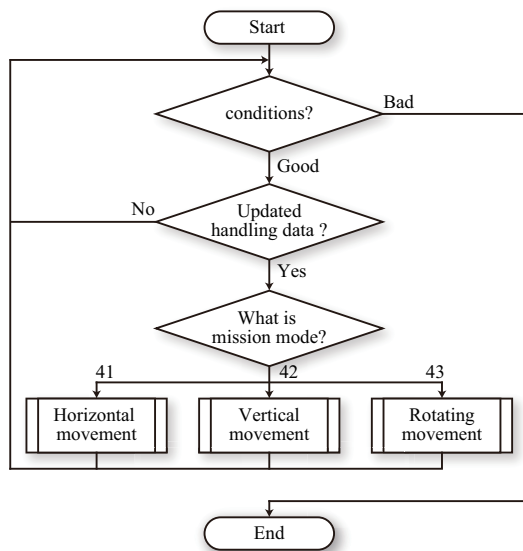 Start
conditions?
Bad
Good
No
Updated
handling data ?
Yes
What is
mission mode?
41
42
43
Horizontal
movement
Vertical
movement
Rotating
movement
End